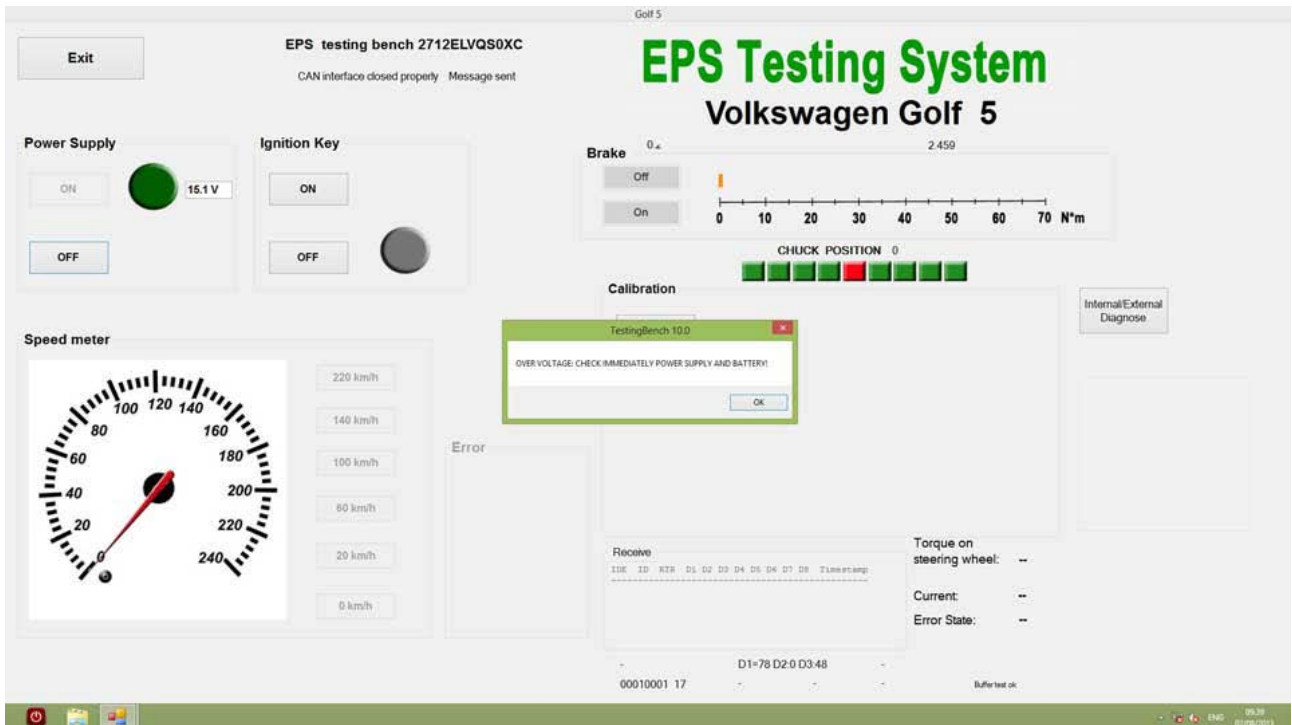 Golf 5
Exit
EPS testing bench 2712ELVQS0XC
CAN interface closed properly Message sent
EPS Testing System
Volkswagen Golf 5
Power Supply
ON
15.1 V
OFF
Ignition Key
ON
OFF
Brake
0
2.459
Off
On
0 10 20 30 40 50 60 70 N*m
CHUCK POSITION 0
Calibration
Internal/External
Diagnose
TestingBench 10.0
OVER VOLTAGE: CHECK IMMEDIATELY POWER SUPPLY AND BATTERY!
OK
Speed meter
0 20 40 60 80 100 120 140 160 180 200 220 240
220 km/h
140 km/h
100 km/h
60 km/h
20 km/h
0 km/h
Error
Receive
IDE ID RTR D1 D2 D3 D4 D5 D6 D7 D8 Timestamp
Torque on
steering wheel: --
Current: --
Error State: --
- D1=78 D2:0 D3:48 -
00010001 17 - - -
Buffer test ok
ENG
09:39